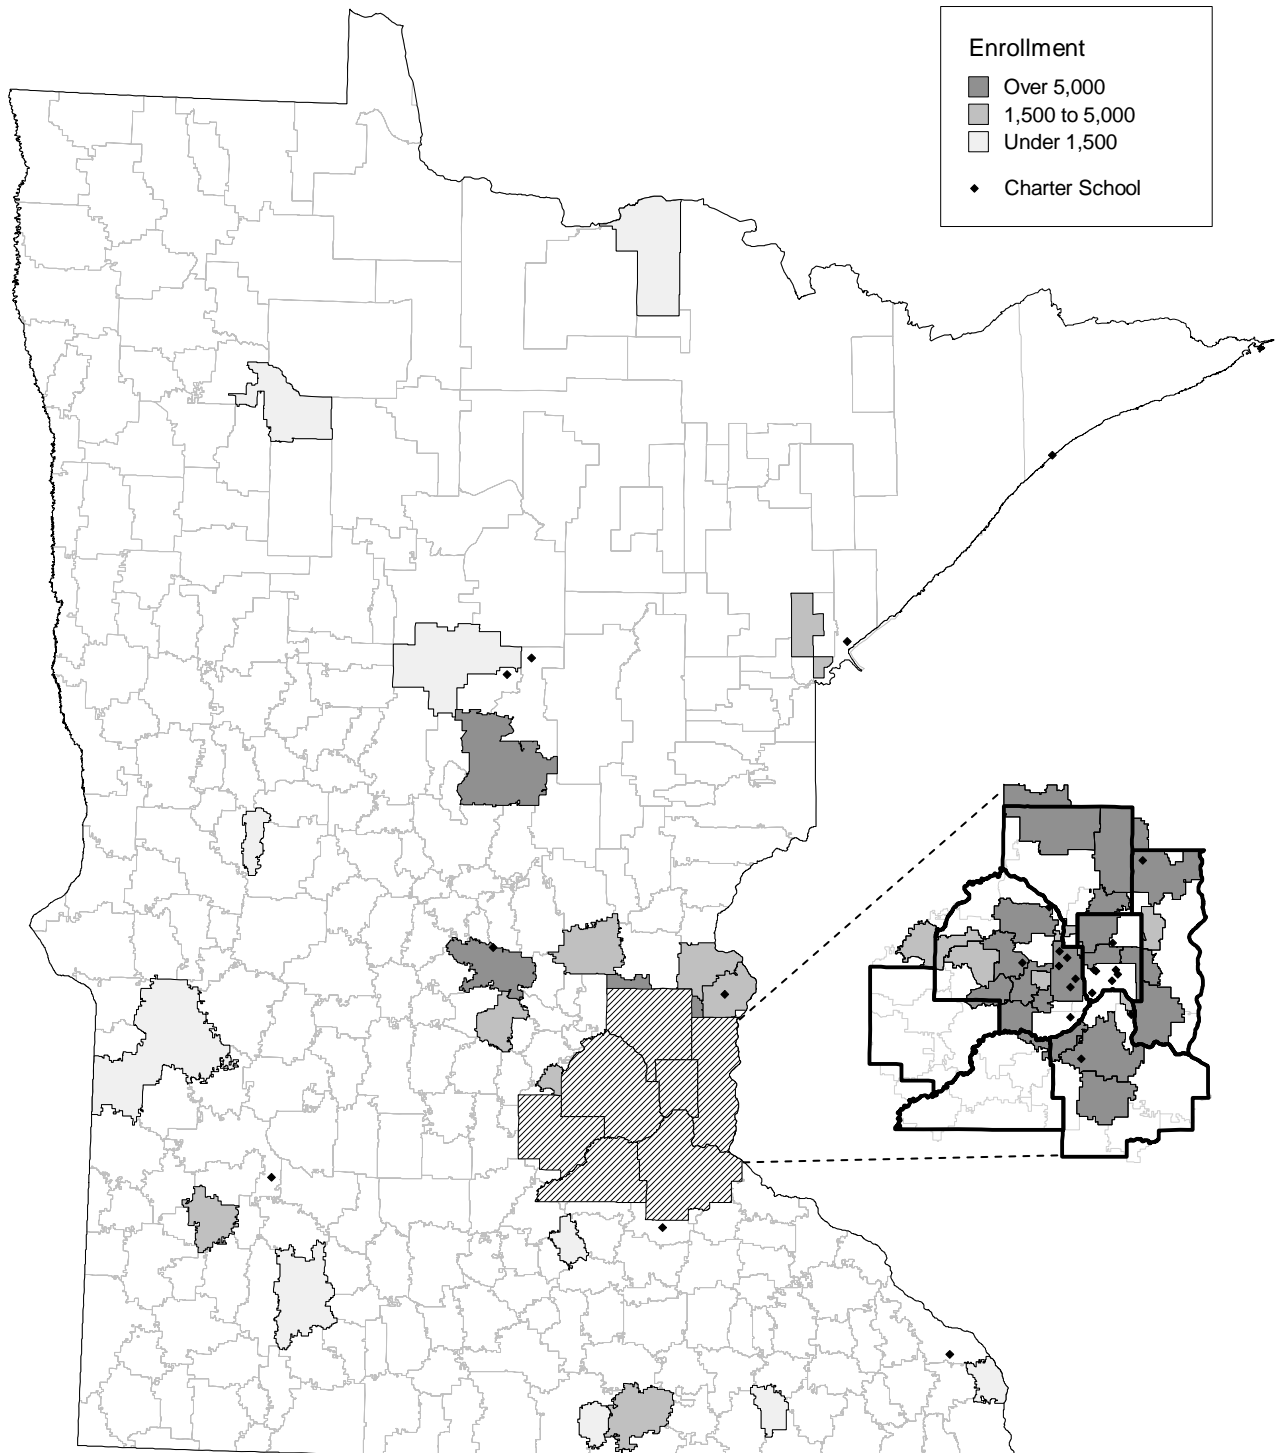 Enrollment
Over 5,000
1,500 to 5,000
Under 1,500
Charter School